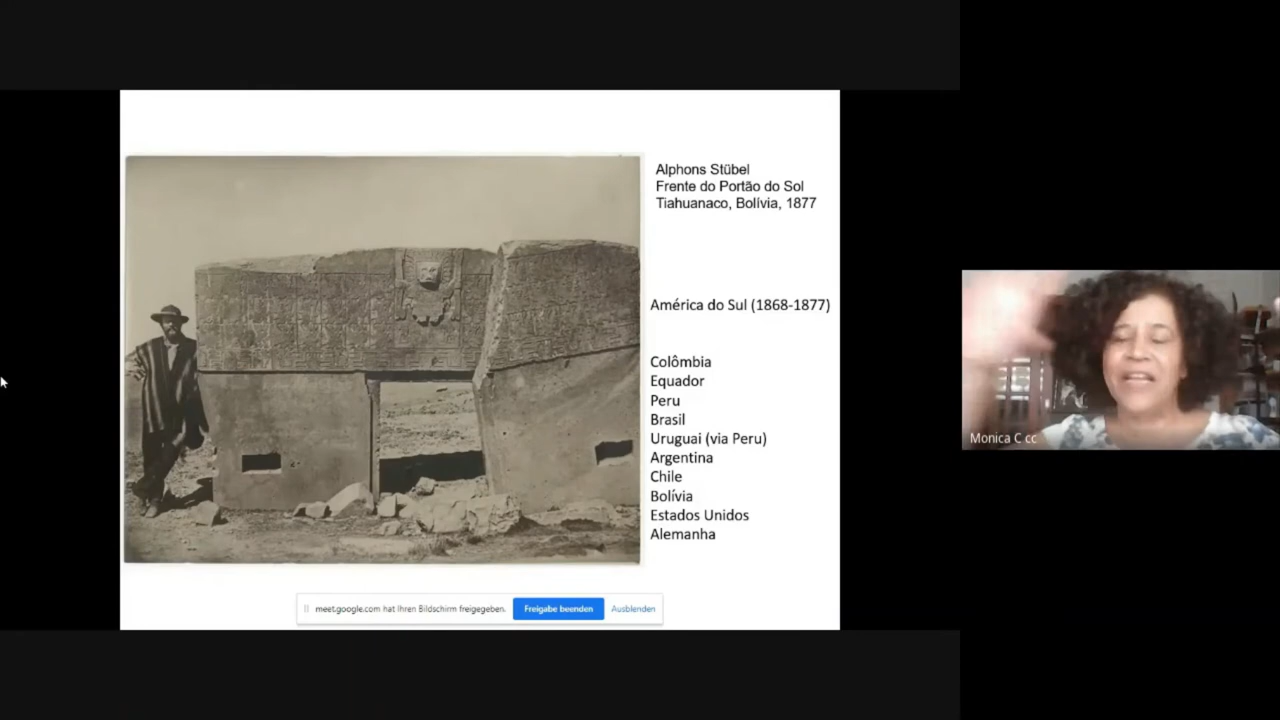 Alphons Stübel
Frente do Portão do Sol
Tiahuanaco, Bolívia, 1877
América do Sul (1868-1877)
Colômbia
Equador
Peru
Brasil
Uruguai (via Peru)
Argentina
Chile
Bolívia
Estados Unidos
Alemanha
meet.google.com hat Ihren Bildschirm freigegeben. Freigabe beenden Ausblenden
Monica C cc